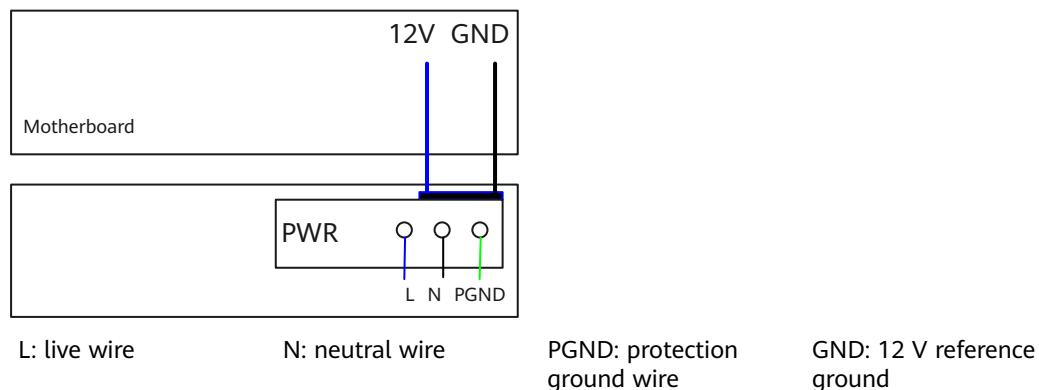 12V GND
Motherboard
PWR
L N PGND
L: live wire
N: neutral wire
PGND: protection
ground wire
GND: 12 V reference
ground